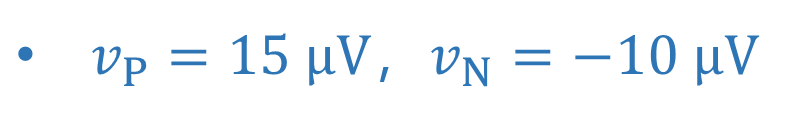 • v_P = 15 μV, v_N = −10 μV